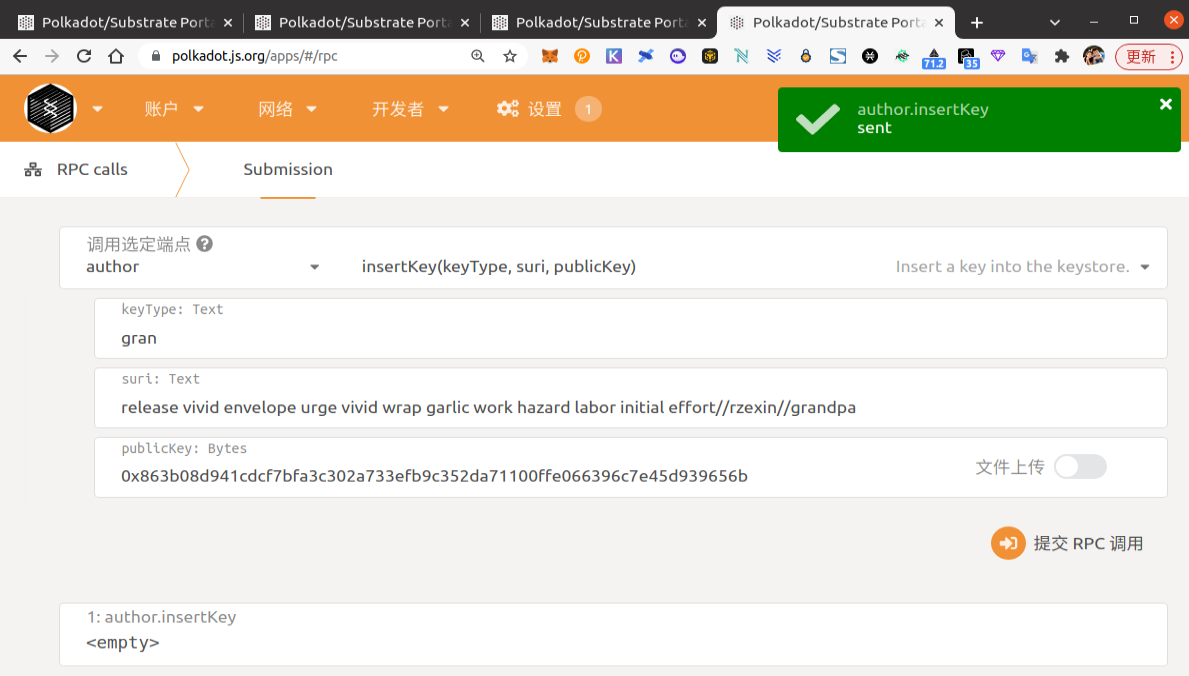 Polkadot/Substrate Porta
Polkadot/Substrate Porta
Polkadot/Substrate Porta
Polkadot/Substrate Porta
polkadot.js.org/apps/#/rpc
71.2
35
更新
账户
网络
开发者
设置
1
author.insertKey
sent
RPC calls
Submission
调用选定端点
author
insertKey(keyType, suri, publicKey)
Insert a key into the keystore.
keyType: Text
gran
suri: Text
release vivid envelope urge vivid wrap garlic work hazard labor initial effort//rzexin//grandpa
publicKey: Bytes
0x863b08d941cdcf7bfa3c302a733efb9c352da71100ffe066396c7e45d939656b
文件上传
提交 RPC 调用
1: author.insertKey
<empty>